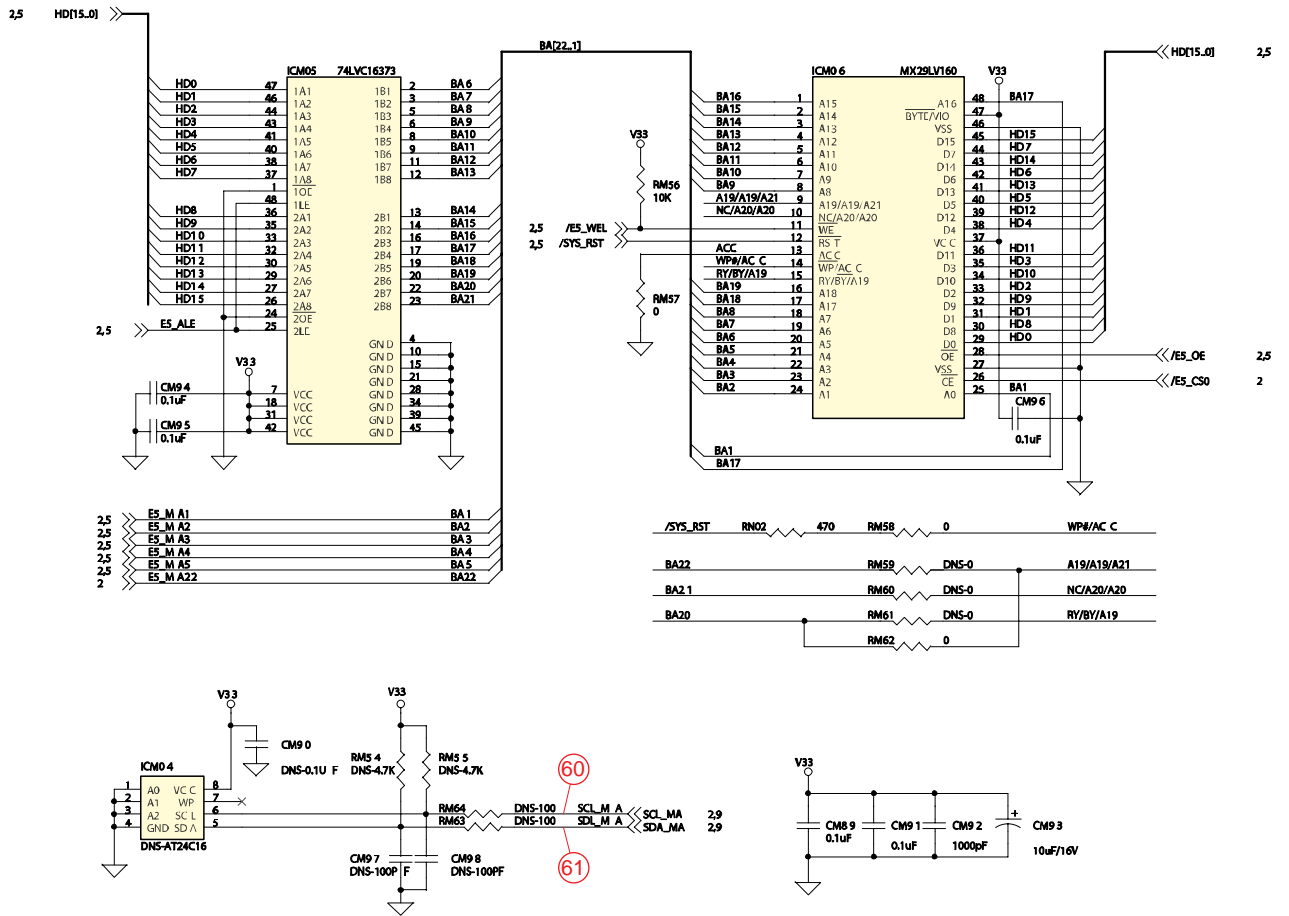 2,5 HD[15..0]
BA[22..1]
HD[15..0] 2,5
ICM05 74LVC16373
HD0 47 1A1 1B1 2 BA6
HD1 46 1A2 1B2 3 BA7
HD2 44 1A3 1B3 5 BA8
HD3 43 1A4 1B4 6 BA9
HD4 41 1A5 1B5 8 BA10
HD5 40 1A6 1B6 9 BA11
HD6 38 1A7 1B7 11 BA12
HD7 37 1A8 1B8 12 BA13
1 1OE
48 1LE
HD8 36 2A1 2B1 13 BA14
HD9 35 2A2 2B2 14 BA15
HD10 33 2A3 2B3 16 BA16
HD11 32 2A4 2B4 17 BA17
HD12 30 2A5 2B5 19 BA18
HD13 29 2A6 2B6 20 BA19
HD14 27 2A7 2B7 22 BA20
HD15 26 2A8 2B8 23 BA21
24 2OE
2,5 E5_ALE 25 2LE
GND 4
GND 10
GND 15
GND 21
V33
7 VCC GND 28
18 VCC GND 34
31 VCC GND 39
42 VCC GND 45
CM94
0.1uF
CM95
0.1uF
2,5 E5_MA1 BA1
2,5 E5_MA2 BA2
2,5 E5_MA3 BA3
2,5 E5_MA4 BA4
2,5 E5_MA5 BA5
2 E5_MA22 BA22
V33
RM56
10K
2,5 /E5_WEL
2,5 /SYS_RST
RM57
0
ICM06 MX29LV160
V33
BA16 1 A15 A16 48 BA17
BA15 2 A14 BYTE/VIO 47
BA14 3 A13 VSS 46
BA13 4 A12 D15 45 HD15
BA12 5 A11 D7 44 HD7
BA11 6 A10 D14 43 HD14
BA10 7 A9 D6 42 HD6
BA9 8 A8 D13 41 HD13
A19/A19/A21 9 A19/A19/A21 D5 40 HD5
NC/A20/A20 10 NC/A20/A20 D12 39 HD12
11 WE D4 38 HD4
12 RST VCC 37
ACC 13 ACC D11 36 HD11
WP#/ACC 14 WP/ACC D3 35 HD3
RY/BY/A19 15 RY/BY/A19 D10 34 HD10
BA19 16 A18 D2 33 HD2
BA18 17 A17 D9 32 HD9
BA8 18 A7 D1 31 HD1
BA7 19 A6 D8 30 HD8
BA6 20 A5 D0 29 HD0
BA5 21 A4 OE 28 /E5_OE 2,5
BA4 22 A3 VSS 27
BA3 23 A2 CE 26 /E5_CS0 2
BA2 24 A1 A0 25 BA1
CM96
0.1uF
BA1
BA17
/SYS_RST RN02 470 RM58 0 WP#/ACC
BA22 RM59 DNS-0 A19/A19/A21
BA21 RM60 DNS-0 NC/A20/A20
BA20 RM61 DNS-0 RY/BY/A19
RM62 0
V33
CM90
DNS-0.1UF
ICM04
1 A0 VCC 8
2 A1 WP 7
3 A2 SCL 6
4 GND SDA 5
DNS-AT24C16
V33
RM54
DNS-4.7K
RM55
DNS-4.7K
60
RM64 DNS-100 SCL_MA SCL_MA 2,9
RM63 DNS-100 SDL_MA SDA_MA 2,9
61
CM97
DNS-100PF
CM98
DNS-100PF
V33
CM89
0.1uF
CM91
0.1uF
CM92
1000pF
+
CM93
10uF/16V